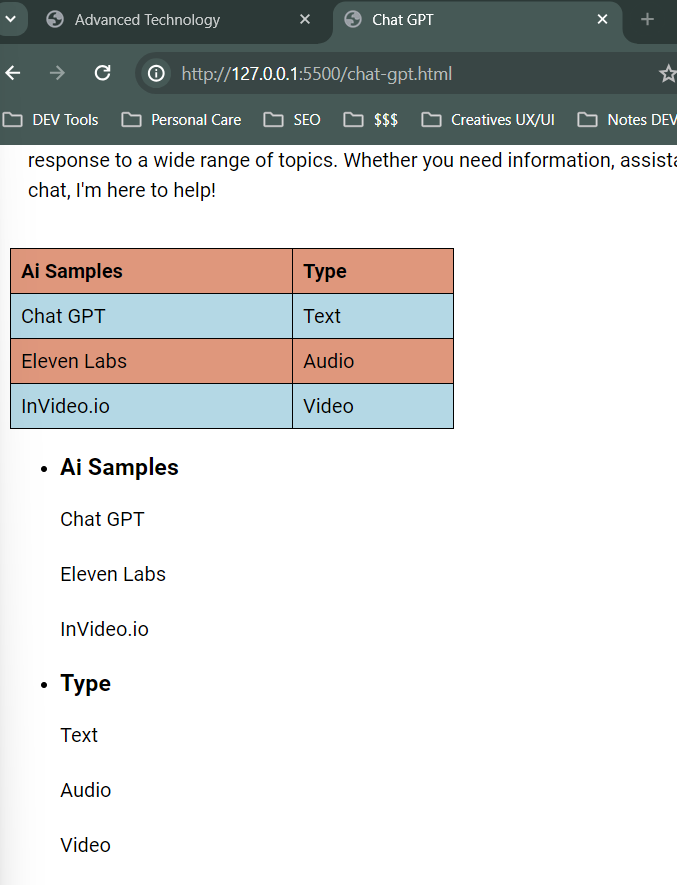 Advanced Technology
Chat GPT
http://127.0.0.1:5500/chat-gpt.html
DEV Tools Personal Care SEO $$$ Creatives UX/UI Notes DEV
response to a wide range of topics. Whether you need information, assista
chat, I'm here to help!
Ai Samples Type
Chat GPT Text
Eleven Labs Audio
InVideo.io Video
Ai Samples
Chat GPT
Eleven Labs
InVideo.io
Type
Text
Audio
Video